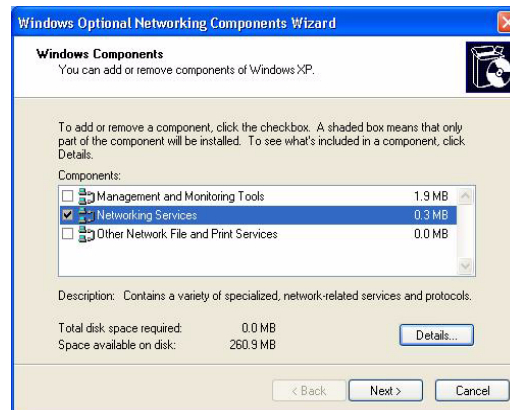 Windows Optional Networking Components Wizard
Windows Components
You can add or remove components of Windows XP.
To add or remove a component, click the checkbox. A shaded box means that only
part of the component will be installed. To see what's included in a component, click
Details.
Components:
Management and Monitoring Tools 1.9 MB
Networking Services 0.3 MB
Other Network File and Print Services 0.0 MB
Description: Contains a variety of specialized, network-related services and protocols.
Total disk space required: 0.0 MB
Space available on disk: 260.9 MB
Details...
< Back Next > Cancel